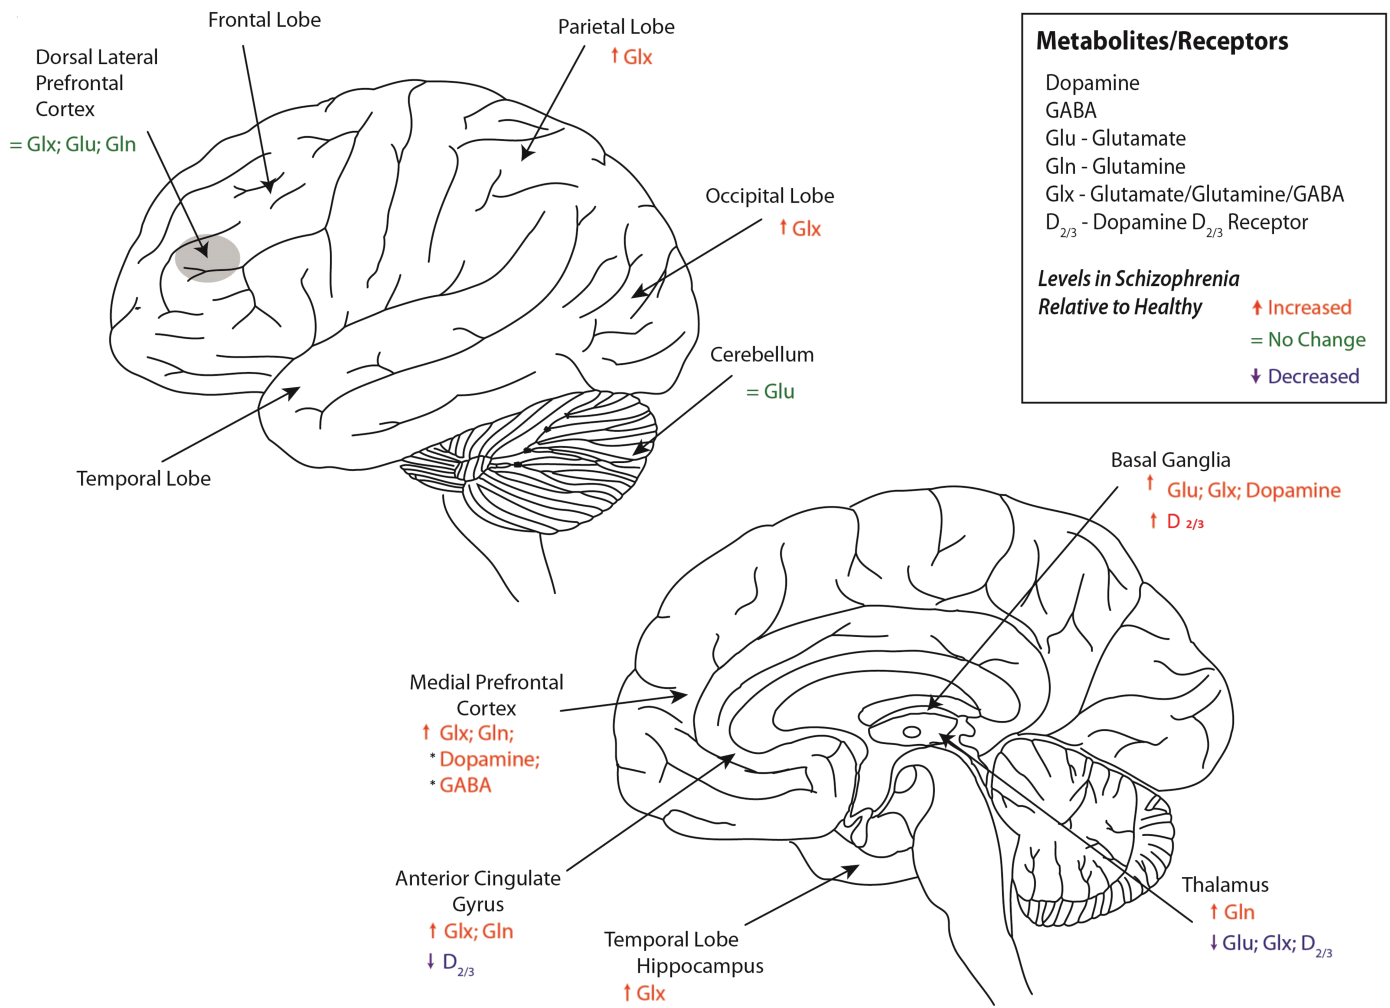 Frontal Lobe
Parietal Lobe
↑ Glx
Dorsal Lateral
Prefrontal
Cortex
= Glx; Glu; Gln
Occipital Lobe
↑ Glx
Cerebellum
= Glu
Temporal Lobe
Metabolites/Receptors
Dopamine
GABA
Glu - Glutamate
Gln - Glutamine
Glx - Glutamate/Glutamine/GABA
D2/3 - Dopamine D2/3 Receptor
Levels in Schizophrenia
Relative to Healthy
↑ Increased
= No Change
↓ Decreased
Basal Ganglia
↑ Glu; Glx; Dopamine
↑ D 2/3
Medial Prefrontal
Cortex
↑ Glx; Gln;
* Dopamine;
* GABA
Anterior Cingulate
Gyrus
↑ Glx; Gln
↓ D2/3
Temporal Lobe
Hippocampus
↑ Glx
Thalamus
↑ Gln
↓ Glu; Glx; D2/3